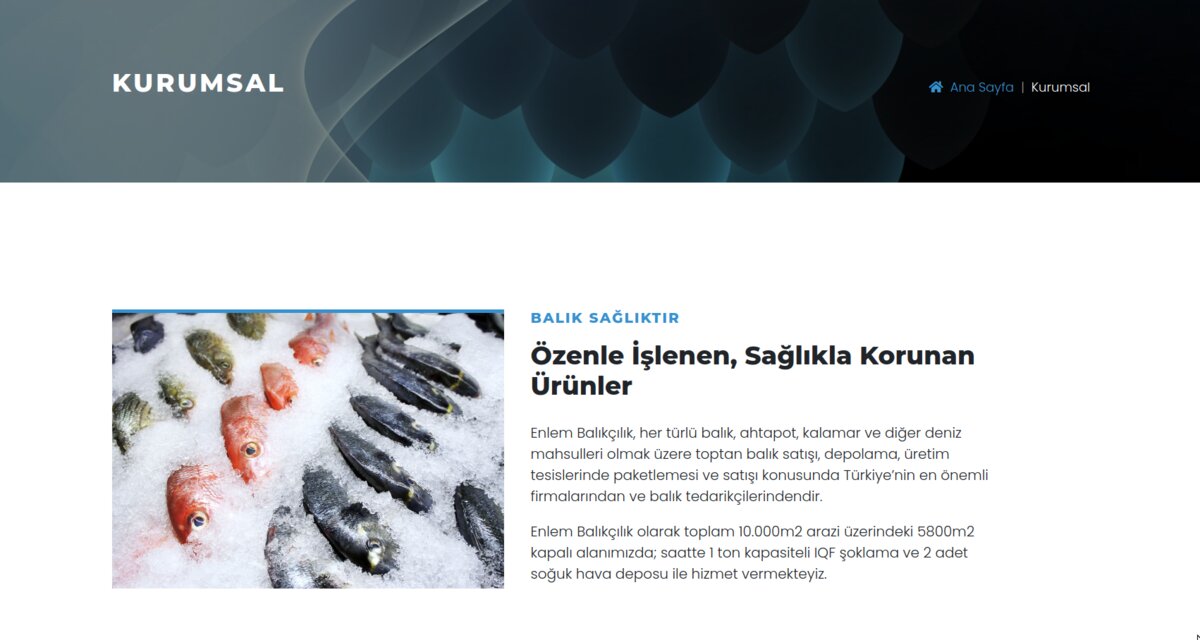 KURUMSAL
Ana Sayfa | Kurumsal
BALIK SAĞLIKTIR
Özenle İşlenen, Sağlıkla Korunan
Ürünler
Enlem Balıkçılık, her türlü balık, ahtapot, kalamar ve diğer deniz
mahsulleri olmak üzere toptan balık satışı, depolama, üretim
tesislerinde paketlemesi ve satışı konusunda Türkiye’nin en önemli
firmalarından ve balık tedarikçilerindendir.
Enlem Balıkçılık olarak toplam 10.000m2 arazi üzerindeki 5800m2
kapalı alanımızda; saatte 1 ton kapasiteli IQF şoklama ve 2 adet
soğuk hava deposu ile hizmet vermekteyiz.